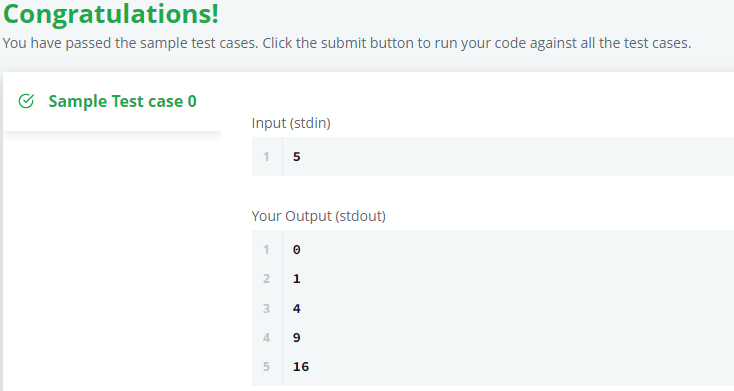 Congratulations!
You have passed the sample test cases. Click the submit button to run your code against all the test cases.
Sample Test case 0
Input (stdin)
1 5
Your Output (stdout)
1 0
2 1
3 4
4 9
5 16